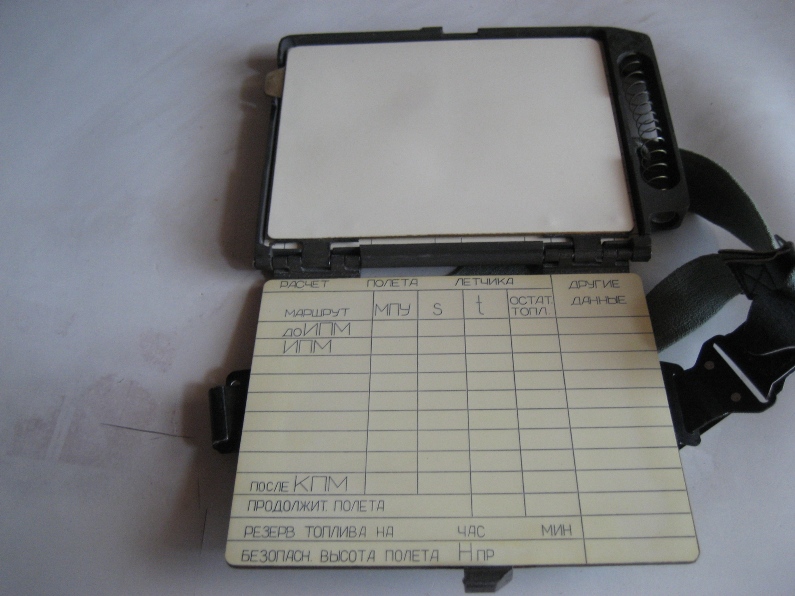 РАСЧЕТ ПОЛЕТА ЛЕТЧИКА ДРУГИЕ ДАННЫЕ
МАРШРУТ МПУ S t ОСТАТ. ТОПЛ.
ДО ИПМ
ИПМ
ПОСЛЕ КПМ
ПРОДОЛЖИТ. ПОЛЕТА
РЕЗЕРВ ТОПЛИВА НА ЧАС МИН
БЕЗОПАСН. ВЫСОТА ПОЛЕТА Нпр